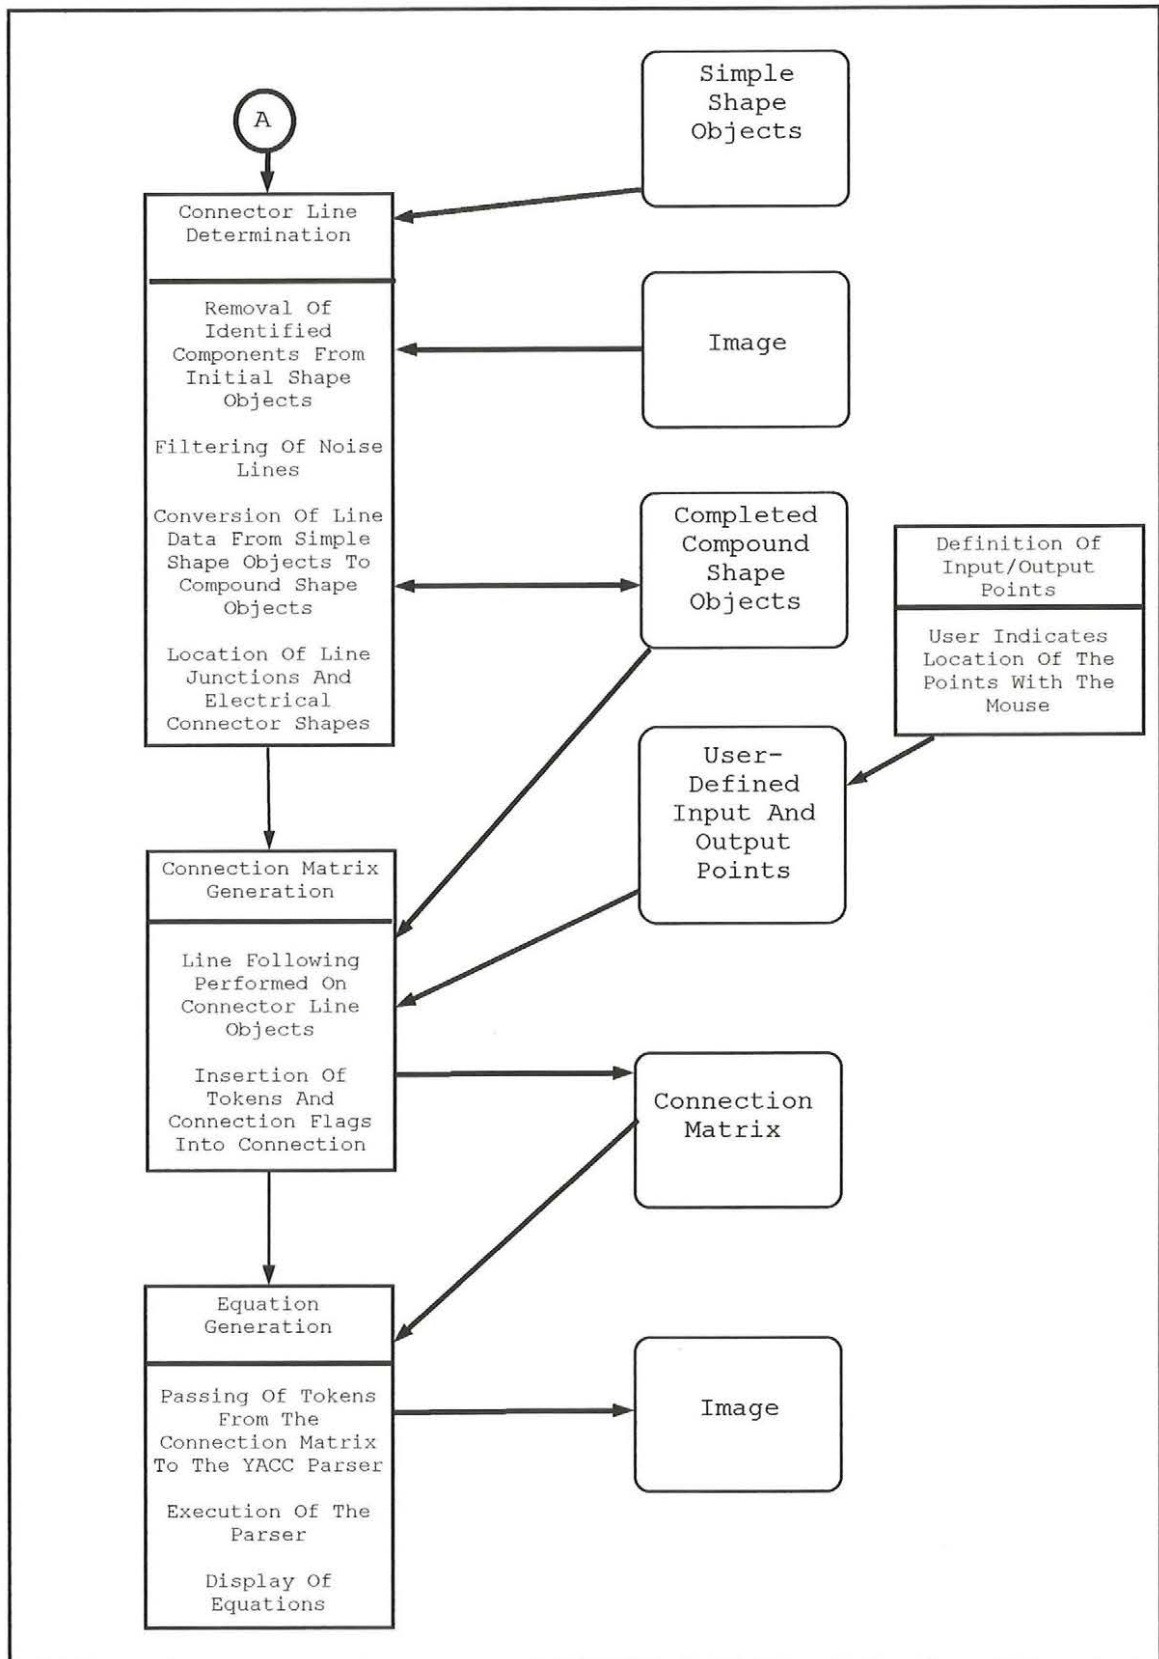 A
Simple
Shape
Objects
Connector Line
Determination
Removal Of
Identified
Components From
Initial Shape
Objects
Filtering Of Noise
Lines
Conversion Of Line
Data From Simple
Shape Objects To
Compound Shape
Objects
Location Of Line
Junctions And
Electrical
Connector Shapes
Image
Completed
Compound
Shape
Objects
Definition Of
Input/Output
Points
User Indicates
Location Of The
Points With The
Mouse
User-
Defined
Input And
Output
Points
Connection Matrix
Generation
Line Following
Performed On
Connector Line
Objects
Insertion Of
Tokens And
Connection Flags
Into Connection
Connection
Matrix
Equation
Generation
Passing Of Tokens
From The
Connection Matrix
To The YACC Parser
Execution Of The
Parser
Display Of
Equations
Image